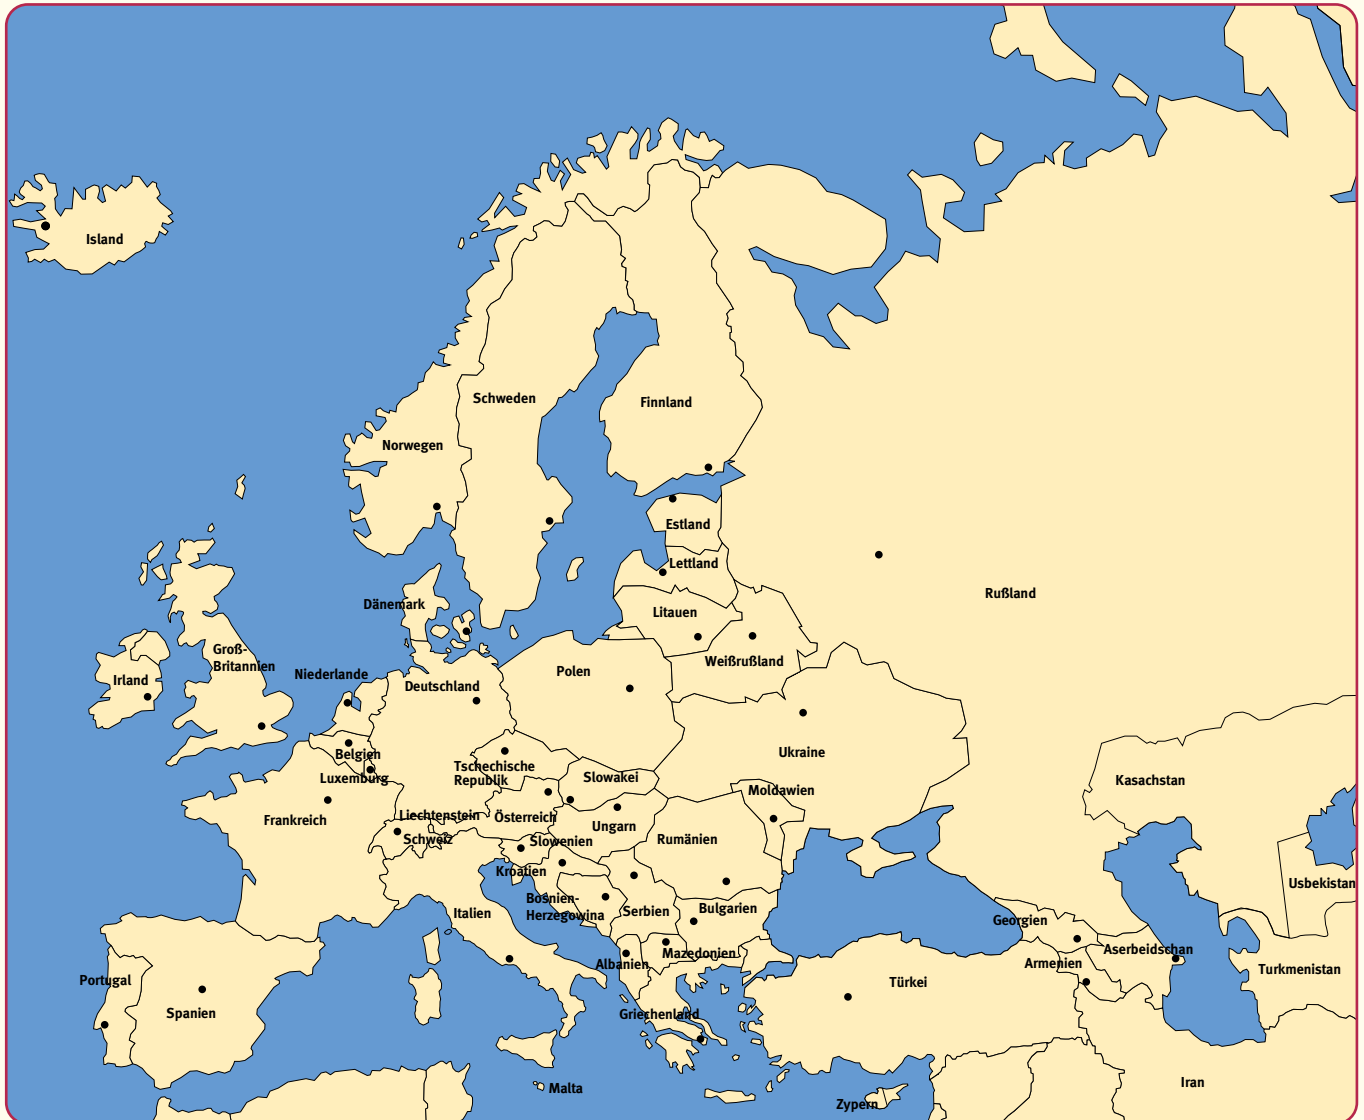 Island
Schweden
Finnland
Norwegen
Estland
Lettland
Rußland
Dänemark
Litauen
Groß-
Britannien
Weißrußland
Irland
Niederlande
Polen
Deutschland
Belgien
Ukraine
Tschechische
Republik
Luxemburg
Slowakei
Kasachstan
Moldawien
Frankreich
Liechtenstein
Österreich
Ungarn
Schweiz
Slowenien
Rumänien
Kroatien
Usbekistan
Bosnien-
Herzegowina
Italien
Serbien
Bulgarien
Georgien
Mazedonien
Aserbeidschan
Albanien
Armenien
Turkmenistan
Portugal
Spanien
Türkei
Griechenland
Iran
Malta
Zypern